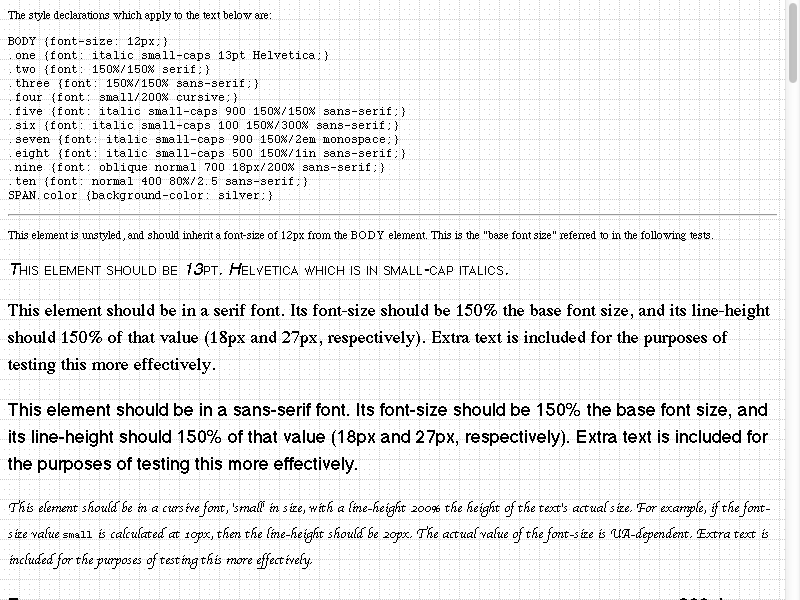 The style declarations which apply to the text below are:
BODY {font-size: 12px;}
.one {font: italic small-caps 13pt Helvetica;}
.two {font: 150%/150% serif;}
.three {font: 150%/150% sans-serif;}
.four {font: small/200% cursive;}
.five {font: italic small-caps 900 150%/150% sans-serif;}
.six {font: italic small-caps 100 150%/300% sans-serif;}
.seven {font: italic small-caps 900 150%/2em monospace;}
.eight {font: italic small-caps 500 150%/1in sans-serif;}
.nine {font: oblique normal 700 18px/200% sans-serif;}
.ten {font: normal 400 80%/2.5 sans-serif;}
SPAN.color {background-color: silver;}
This element is unstyled, and should inherit a font-size of 12px from the BODY element. This is the "base font size" referred to in the following tests.
This element should be 13pt. Helvetica which is in small-cap italics.
This element should be in a serif font. Its font-size should be 150% the base font size, and its line-height
should 150% of that value (18px and 27px, respectively). Extra text is included for the purposes of
testing this more effectively.
This element should be in a sans-serif font. Its font-size should be 150% the base font size, and
its line-height should 150% of that value (18px and 27px, respectively). Extra text is included for
the purposes of testing this more effectively.
This element should be in a cursive font, 'small' in size, with a line-height 200% the height of the text's actual size. For example, if the font-
size value small is calculated at 10px, then the line-height should be 20px. The actual value of the font-size is UA-dependent. Extra text is
included for the purposes of testing this more effectively.